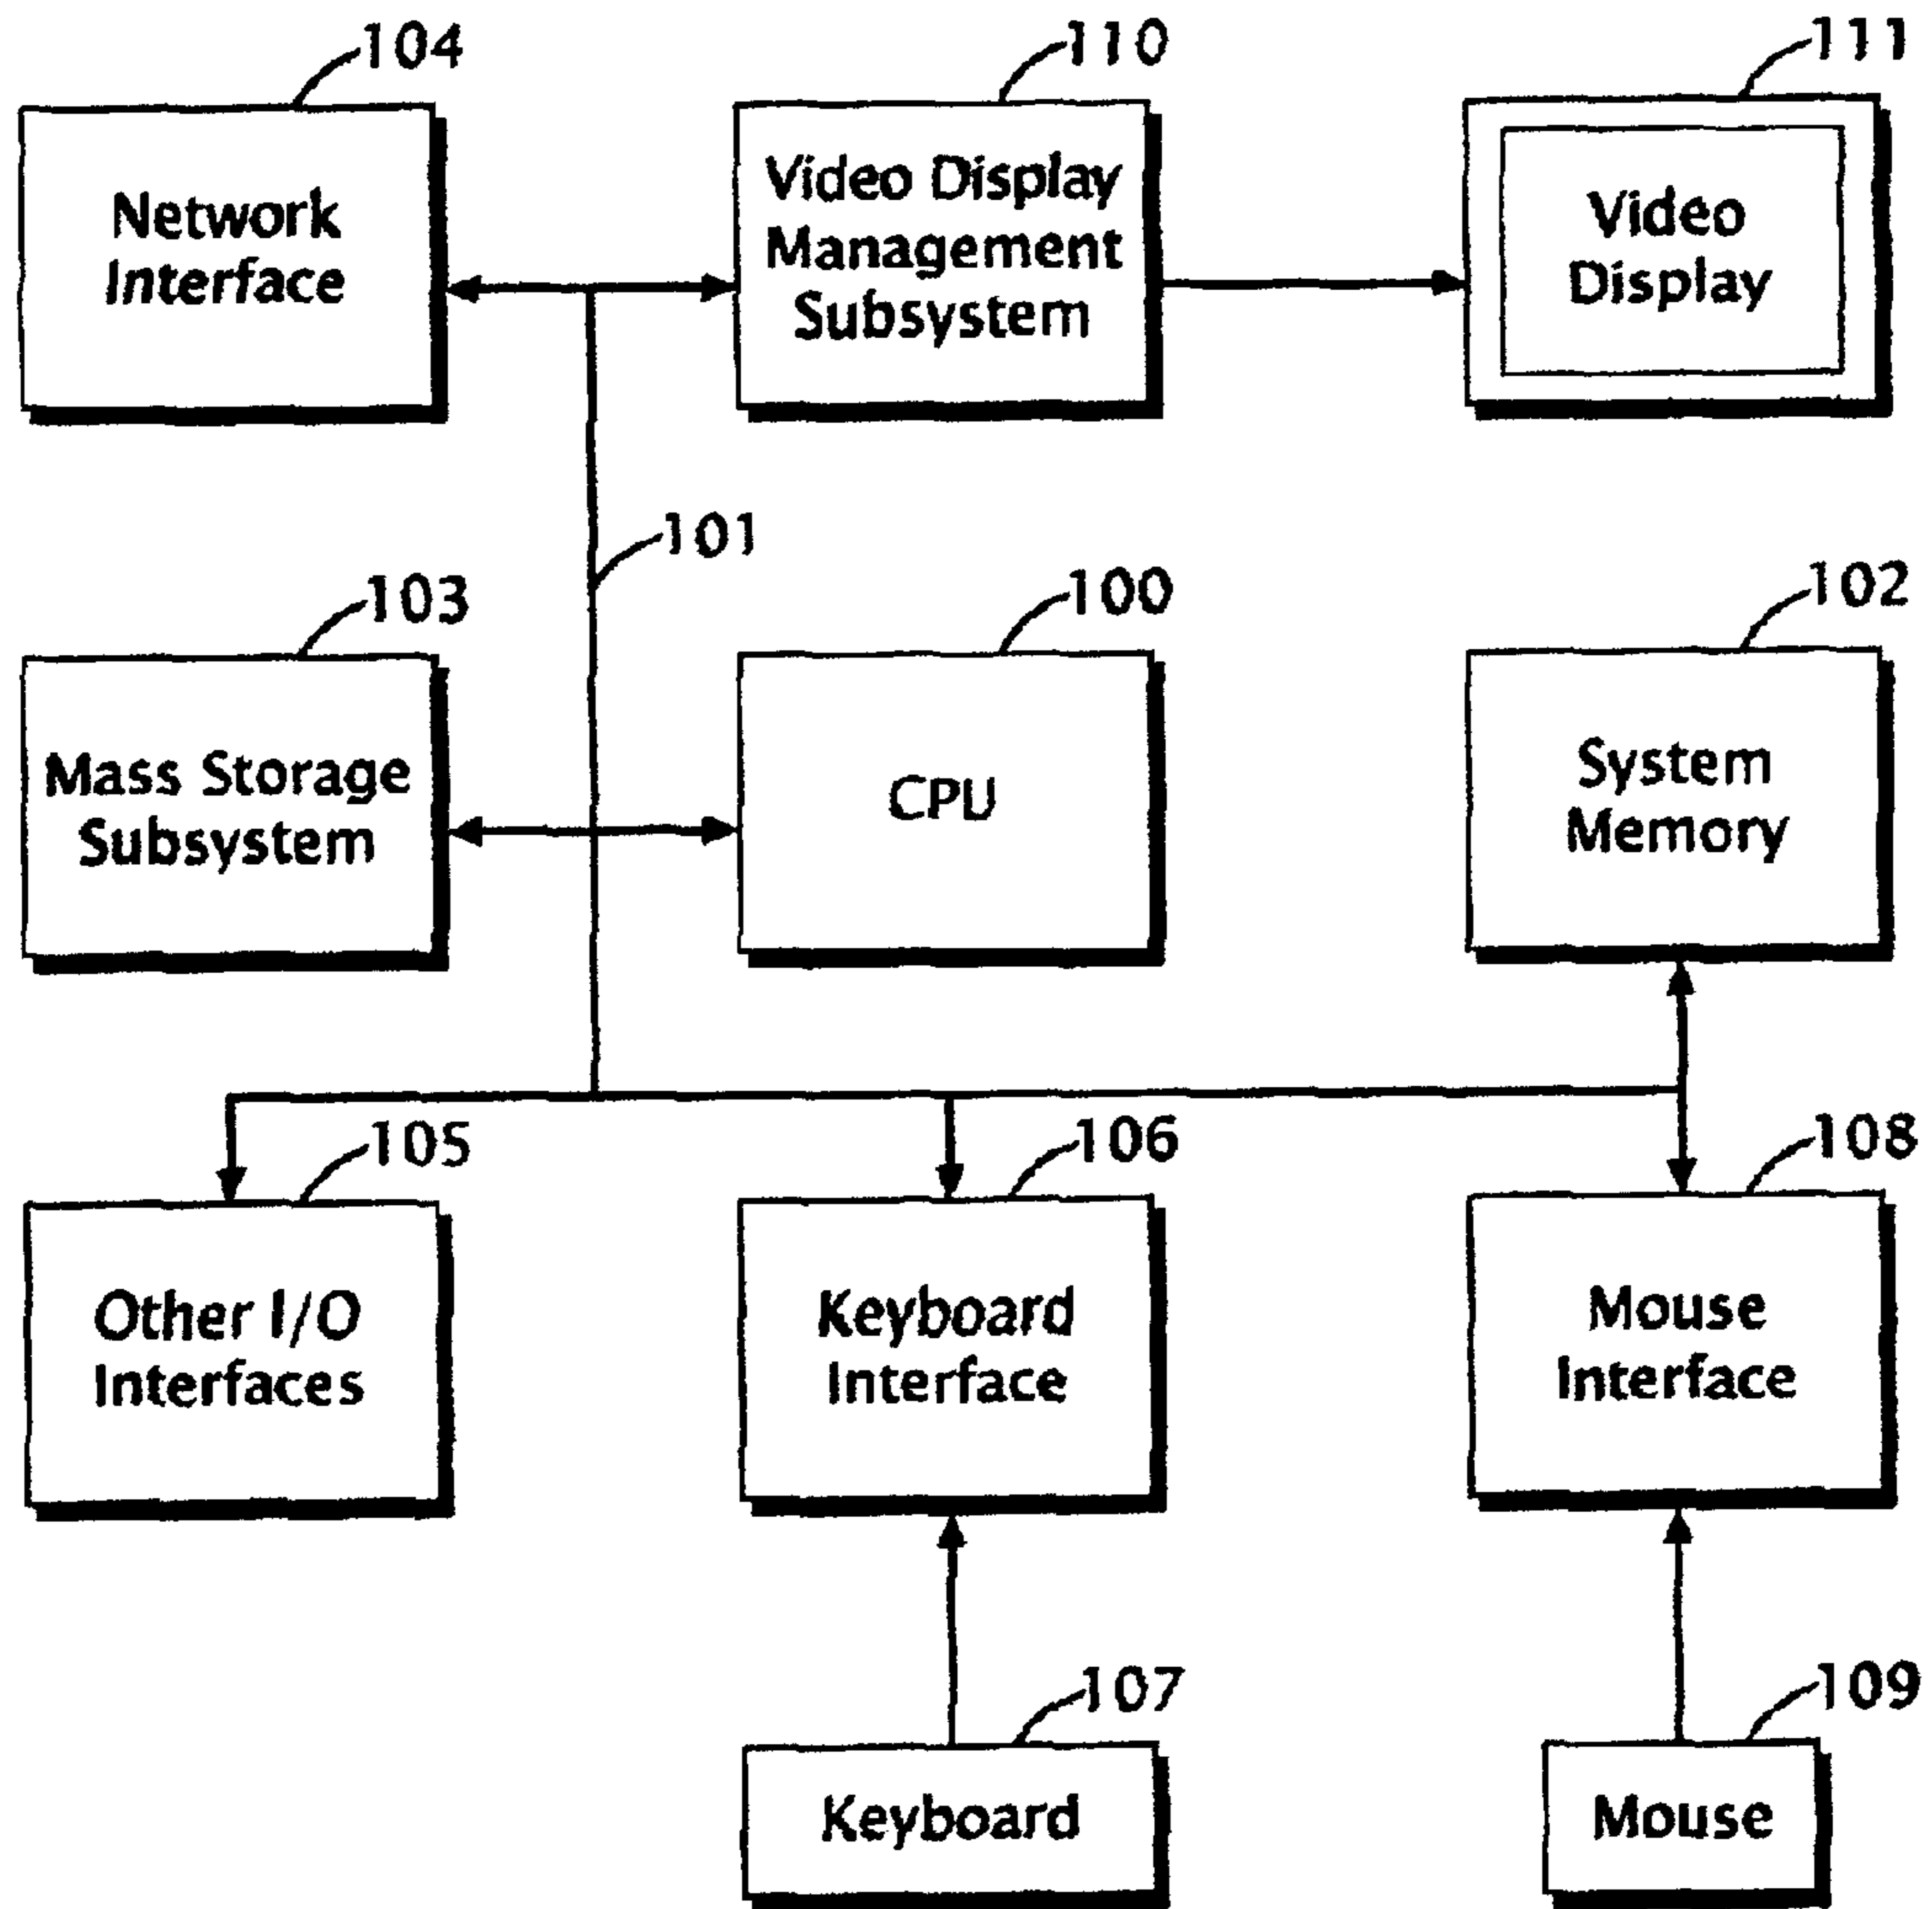 104
110
111
Network
Interface
Video Display
Management
Subsystem
Video
Display
101
103
100
102
Mass Storage
Subsystem
CPU
System
Memory
105
106
108
Other I/O
Interfaces
Keyboard
Interface
Mouse
Interface
107
109
Keyboard
Mouse